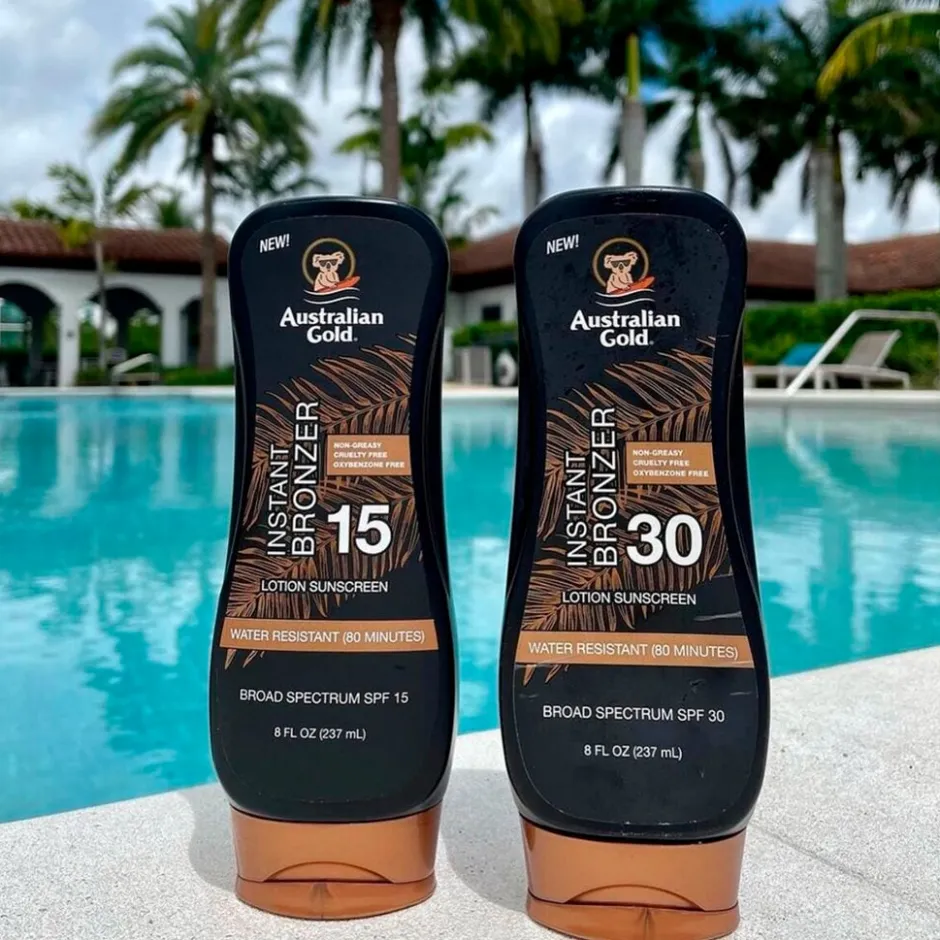 NEW!
Australian
Gold®
INSTANT
BRONZER
NON-GREASY
CRUELTY FREE
OXYBENZONE FREE
15
LOTION SUNSCREEN
WATER RESISTANT (80 MINUTES)
BROAD SPECTRUM SPF 15
8 FL OZ (237 mL)
NEW!
Australian
Gold®
INSTANT
BRONZER
NON-GREASY
CRUELTY FREE
OXYBENZONE FREE
30
LOTION SUNSCREEN
WATER RESISTANT (80 MINUTES)
BROAD SPECTRUM SPF 30
8 FL OZ (237 mL)